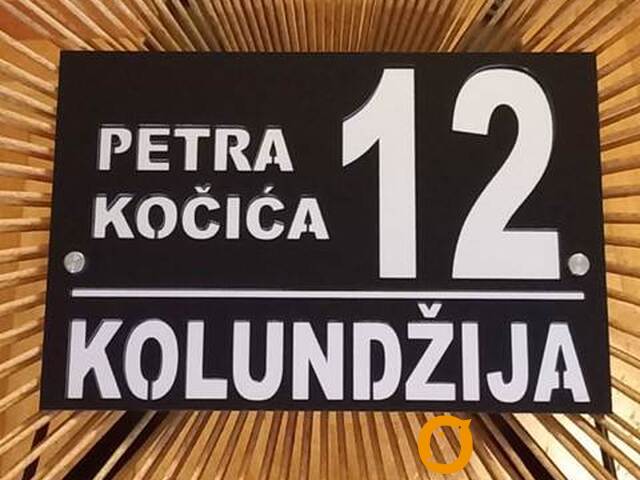 PETRA
KOČIĆA
12
KOLUNDŽIJA